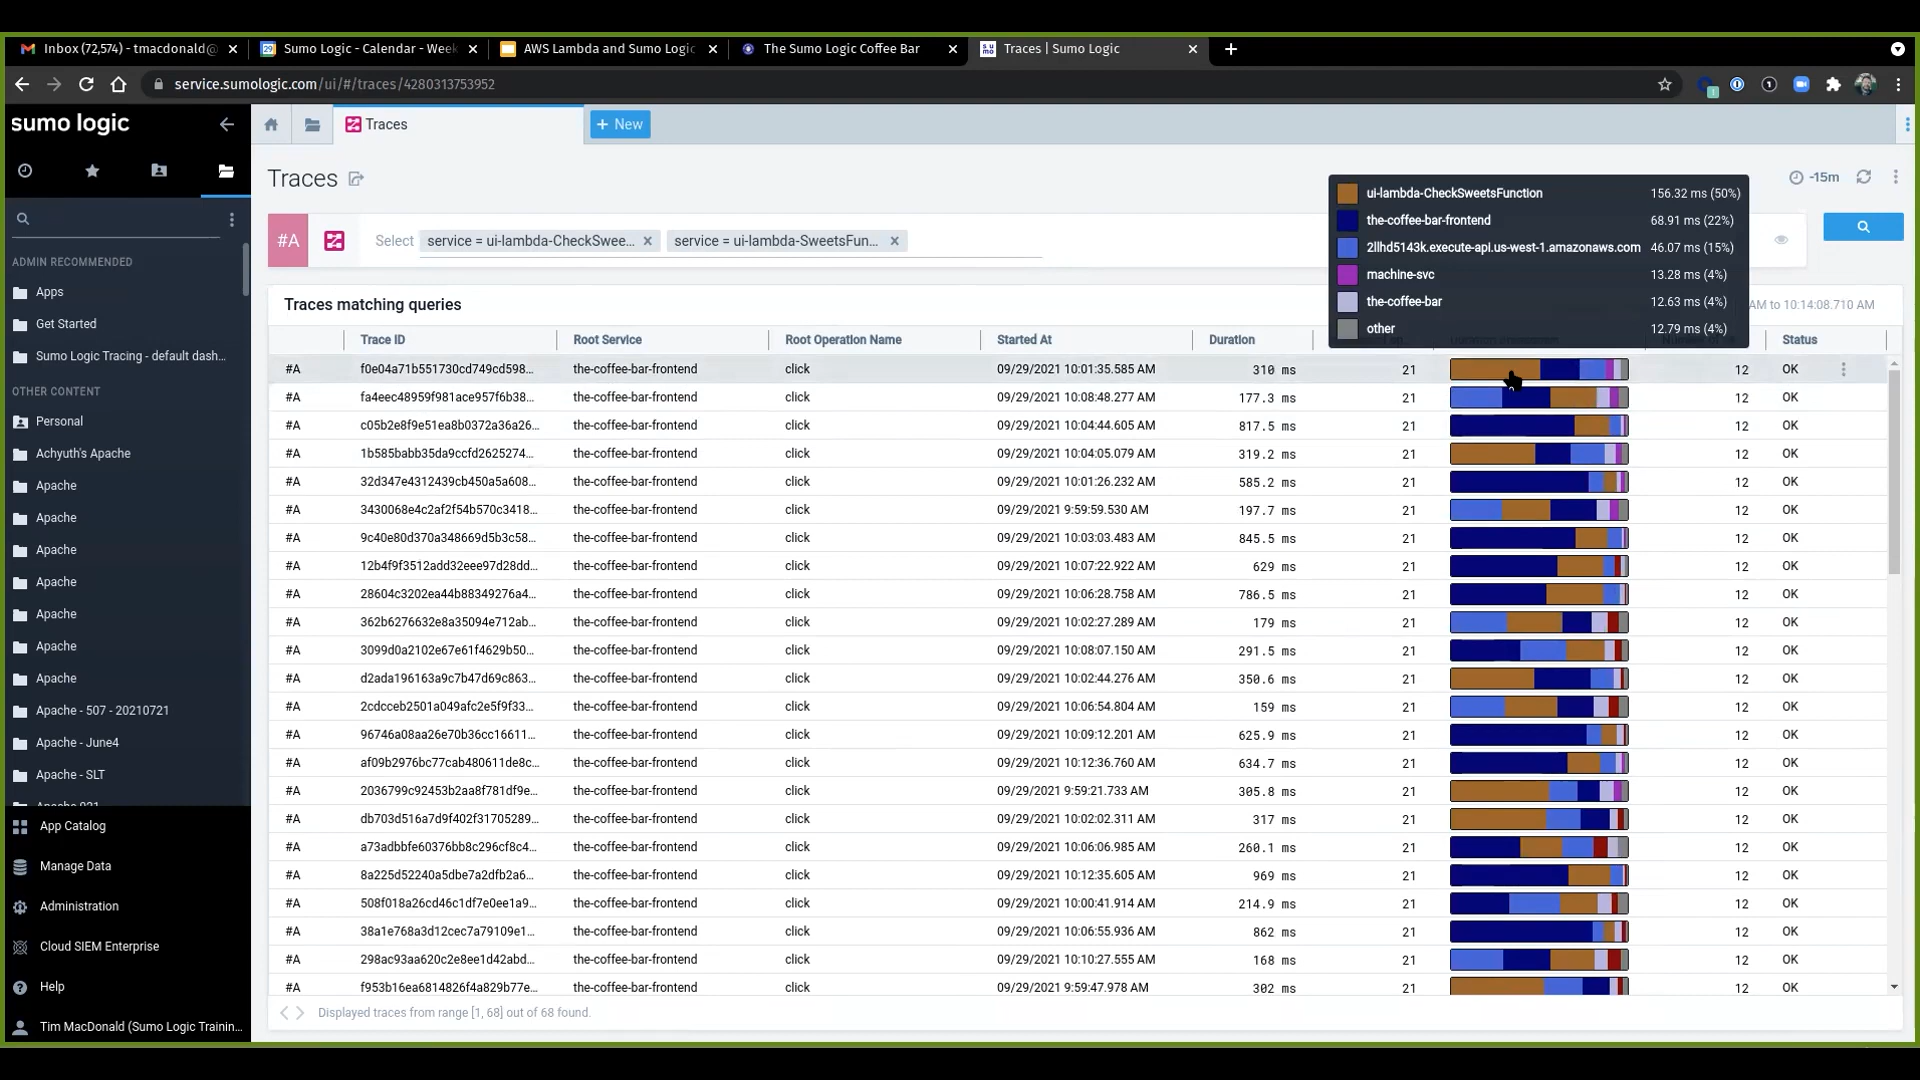 Inbox (72,574) - tmacdonald@
Sumo Logic - Calendar - Week
AWS Lambda and Sumo Logic
The Sumo Logic Coffee Bar
Traces | Sumo Logic
service.sumologic.com/ui/#/traces/4280313753952
sumo logic
Traces
+ New
Traces
-15m
#A
Select
service = ui-lambda-CheckSwee...
service = ui-lambda-SweetsFun...
ui-lambda-CheckSweetsFunction 156.32 ms (50%)
the-coffee-bar-frontend 68.91 ms (22%)
2llhd5143k.execute-api.us-west-1.amazonaws.com 46.07 ms (15%)
machine-svc 13.28 ms (4%)
the-coffee-bar 12.63 ms (4%)
other 12.79 ms (4%)
ADMIN RECOMMENDED
Apps
Get Started
Sumo Logic Tracing - default dash...
OTHER CONTENT
Personal
Achyuth's Apache
Apache
Apache
Apache
Apache
Apache
Apache
Apache
Apache - 507 - 20210721
Apache - June4
Apache - SLT
App Catalog
Manage Data
Administration
Cloud SIEM Enterprise
Help
Tim MacDonald (Sumo Logic Trainin...
Traces matching queries
AM to 10:14:08.710 AM
Trace ID Root Service Root Operation Name Started At Duration Status
#A f0e04a71b551730cd749cd598... the-coffee-bar-frontend click 09/29/2021 10:01:35.585 AM 310 ms 21 12 OK
#A fa4eec48959f981ace957f6b38... the-coffee-bar-frontend click 09/29/2021 10:08:48.277 AM 177.3 ms 21 12 OK
#A c05b2e8f9e51ea8b0372a36a26... the-coffee-bar-frontend click 09/29/2021 10:04:44.605 AM 817.5 ms 21 12 OK
#A 1b585babb35da9ccfd2625274... the-coffee-bar-frontend click 09/29/2021 10:04:05.079 AM 319.2 ms 21 12 OK
#A 32d347e4312439cb450a5a608... the-coffee-bar-frontend click 09/29/2021 10:01:26.232 AM 585.2 ms 21 12 OK
#A 3430068e4c2af2f54b570c3418... the-coffee-bar-frontend click 09/29/2021 9:59:59.530 AM 197.7 ms 21 12 OK
#A 9c40e80d370a348669d5b3c58... the-coffee-bar-frontend click 09/29/2021 10:03:03.483 AM 845.5 ms 21 12 OK
#A 12b4f9f3512add32eee97d28dd... the-coffee-bar-frontend click 09/29/2021 10:07:22.922 AM 629 ms 21 12 OK
#A 28604c3202ea44b88349276a4... the-coffee-bar-frontend click 09/29/2021 10:06:28.758 AM 786.5 ms 21 12 OK
#A 362b6276632e8a35094e712ab... the-coffee-bar-frontend click 09/29/2021 10:02:27.289 AM 179 ms 21 12 OK
#A 3099d0a2102e67e61f4629b50... the-coffee-bar-frontend click 09/29/2021 10:08:07.150 AM 291.5 ms 21 12 OK
#A d2ada196163a9c7b47d69c863... the-coffee-bar-frontend click 09/29/2021 10:02:44.276 AM 350.6 ms 21 12 OK
#A 2cdcceb2501a049afc2e5f9f33... the-coffee-bar-frontend click 09/29/2021 10:06:54.804 AM 159 ms 21 12 OK
#A 96746a08aa26e70b36cc16611... the-coffee-bar-frontend click 09/29/2021 10:09:12.201 AM 625.9 ms 21 12 OK
#A af09b2976bc77cab480611de8c... the-coffee-bar-frontend click 09/29/2021 10:12:36.760 AM 634.7 ms 21 12 OK
#A 2036799c92453b2aa8f781df9e... the-coffee-bar-frontend click 09/29/2021 9:59:21.733 AM 305.8 ms 21 12 OK
#A db703d516a7d9f402f31705289... the-coffee-bar-frontend click 09/29/2021 10:02:02.311 AM 317 ms 21 12 OK
#A a73adbbfe60376bb8c296cf8c4... the-coffee-bar-frontend click 09/29/2021 10:06:06.985 AM 260.1 ms 21 12 OK
#A 8a225d52240a5dbe7a2dfb2a6... the-coffee-bar-frontend click 09/29/2021 10:12:35.605 AM 969 ms 21 12 OK
#A 508f018a26cd46c1df7e0ee1a9... the-coffee-bar-frontend click 09/29/2021 10:00:41.914 AM 214.9 ms 21 12 OK
#A 38a1e768a3d12cec7a79109e1... the-coffee-bar-frontend click 09/29/2021 10:06:55.936 AM 862 ms 21 12 OK
#A 298ac93aa620c2e8ee1d42abd... the-coffee-bar-frontend click 09/29/2021 10:10:27.555 AM 168 ms 21 12 OK
#A f953b16ea6814826f4a829b77e... the-coffee-bar-frontend click 09/29/2021 9:59:47.978 AM 302 ms 21 12 OK
Displayed traces from range [1, 68] out of 68 found.